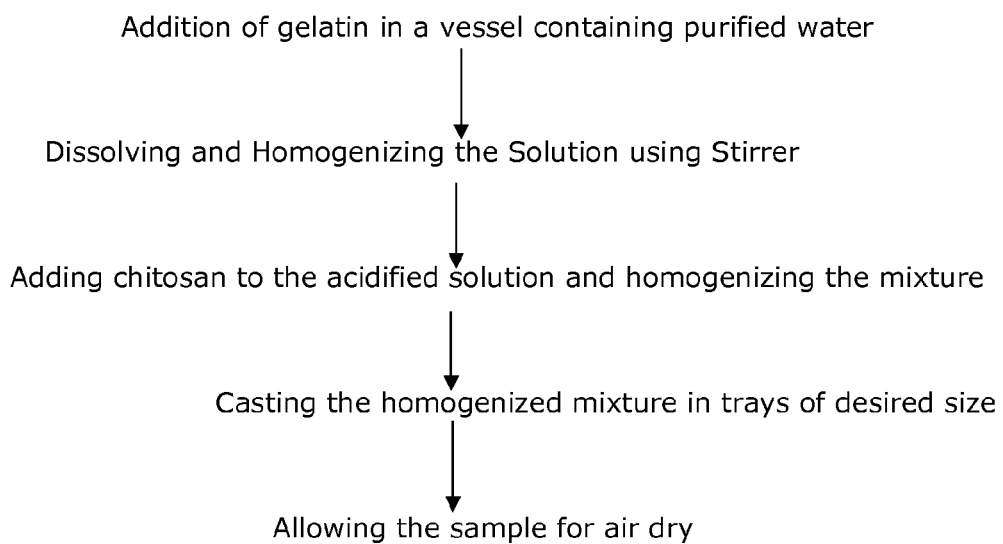 Addition of gelatin in a vessel containing purified water
Dissolving and Homogenizing the Solution using Stirrer
Adding chitosan to the acidified solution and homogenizing the mixture
Casting the homogenized mixture in trays of desired size
Allowing the sample for air dry